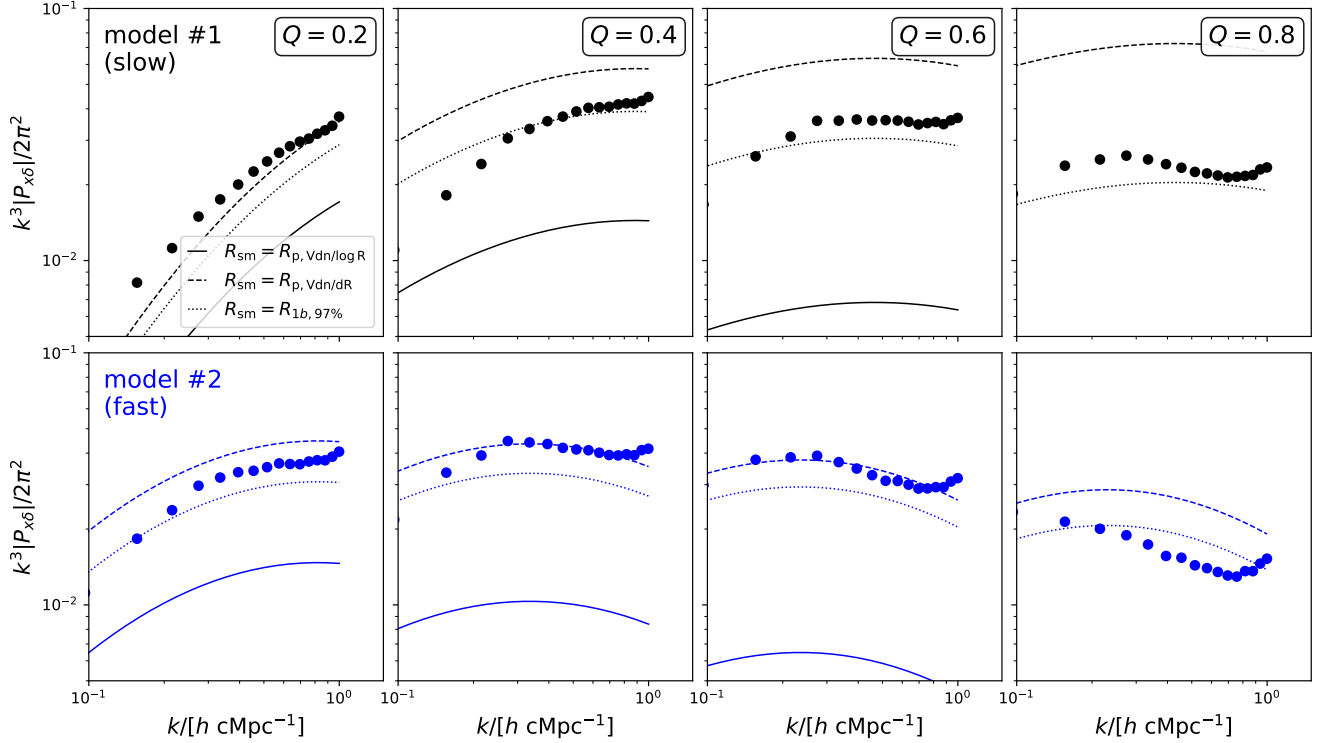 model #1
(slow)
Q = 0.2
Q = 0.4
Q = 0.6
Q = 0.8
10⁻¹
10⁻²
k³|Pₓδ|/2π²
R_sm = R_p, Vdn/log R
R_sm = R_p, Vdn/dR
R_sm = R_1b, 97%
model #2
(fast)
10⁻¹
10⁻²
k³|Pₓδ|/2π²
10⁻¹ 10⁰
10⁻¹ 10⁰
10⁻¹ 10⁰
10⁻¹ 10⁰
k/[h cMpc⁻¹]
k/[h cMpc⁻¹]
k/[h cMpc⁻¹]
k/[h cMpc⁻¹]